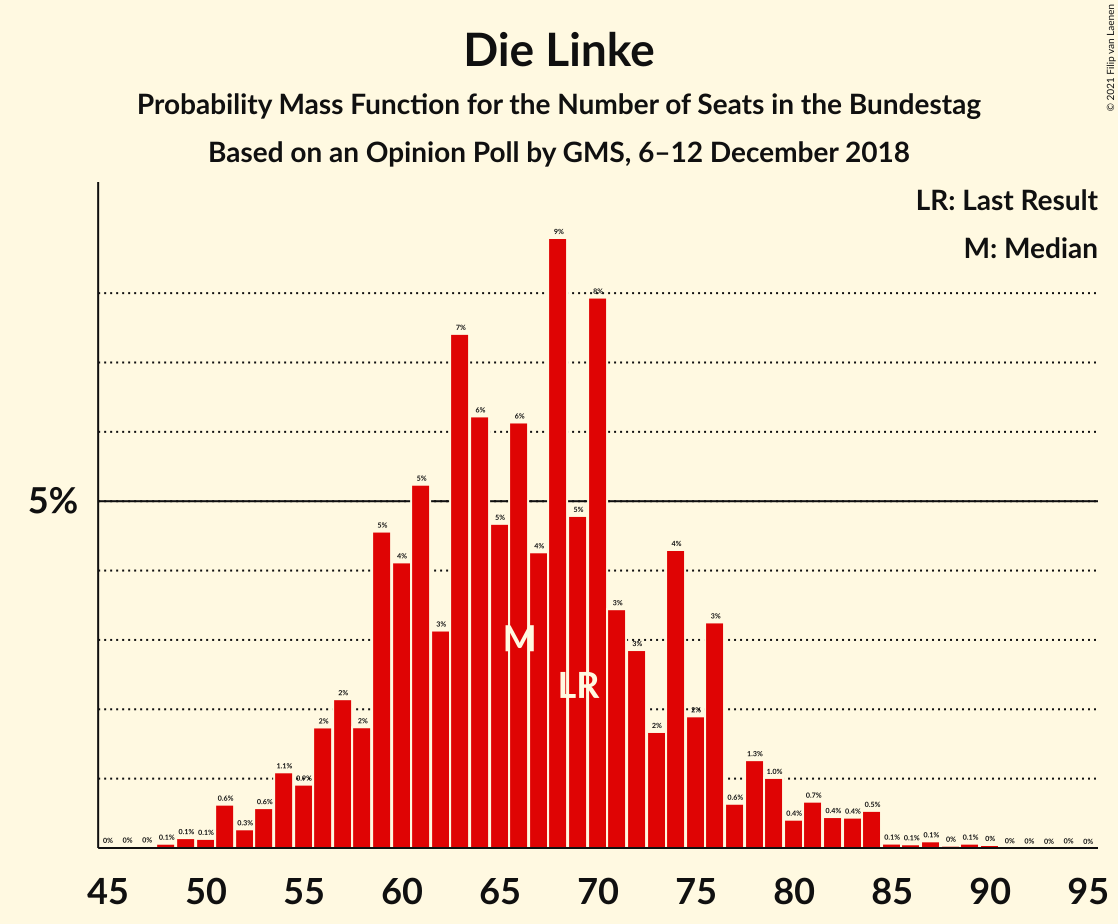 © 2021 Filip van Laenen
Die Linke
Probability Mass Function for the Number of Seats in the Bundestag
Based on an Opinion Poll by GMS, 6–12 December 2018
LR: Last Result
M: Median
5%
0% 0% 0% 0.1% 0.1% 0.1% 0.6% 0.3% 0.6% 1.1% 0.9% 2% 2% 2% 5% 4% 5% 3% 7% 6% 5% 6% 4% 9% 5% 8% 3% 3% 2% 4% 2% 3% 0.6% 1.3% 1.0% 0.4% 0.7% 0.4% 0.4% 0.5% 0.1% 0.1% 0.1% 0% 0.1% 0% 0% 0% 0% 0% 0%
M
LR
45 50 55 60 65 70 75 80 85 90 95